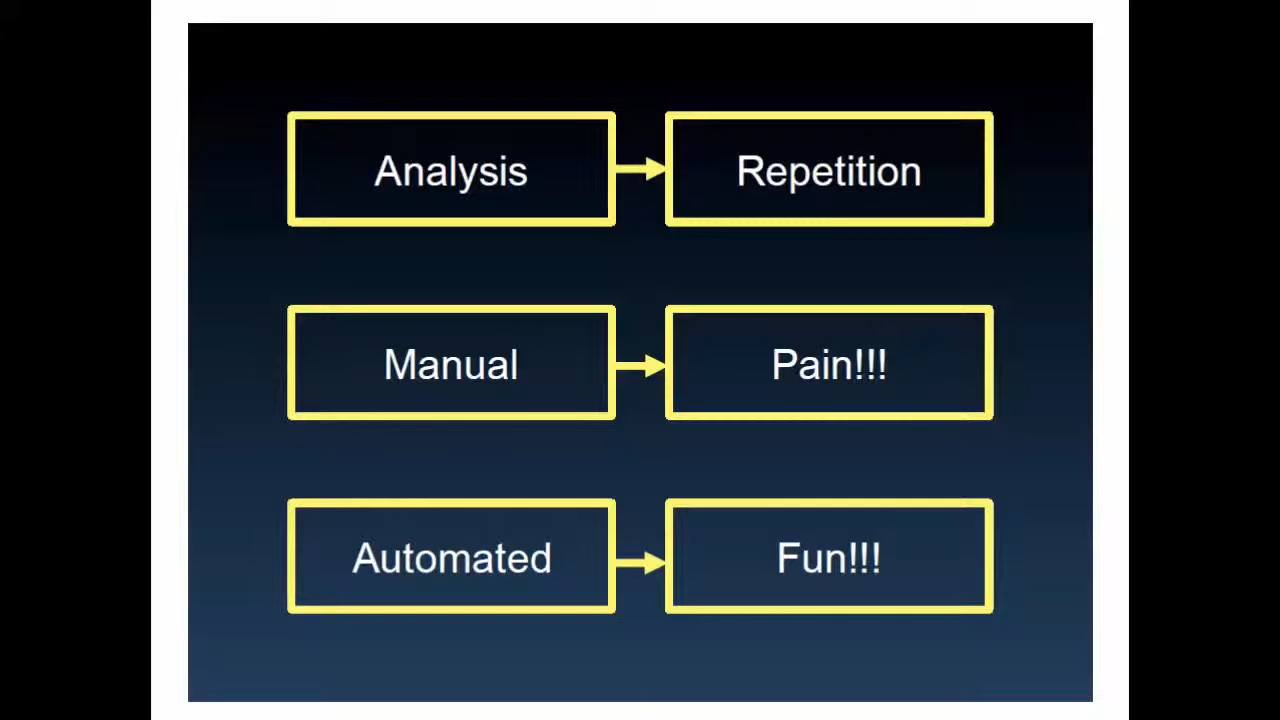 Analysis
Repetition
Manual
Pain!!!
Automated
Fun!!!